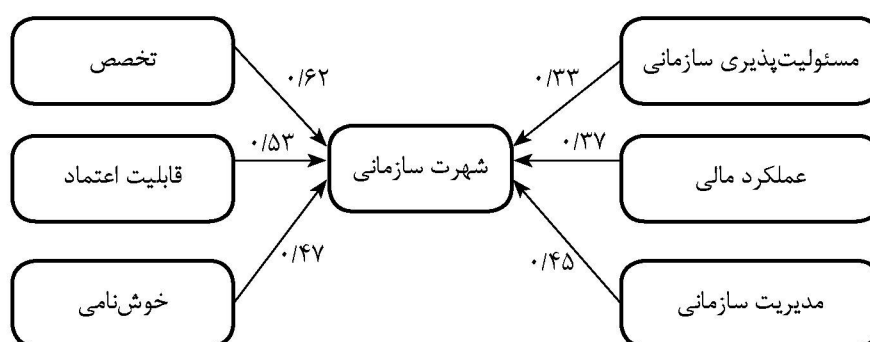 مسئولیت‌پذیری سازمانی
تخصص
۰/۳۳
۰/۶۲
عملکرد مالی
۰/۳۷
شهرت سازمانی
۰/۵۳
قابلیت اعتماد
۰/۴۵
۰/۴۷
مدیریت سازمانی
خوش‌نامی